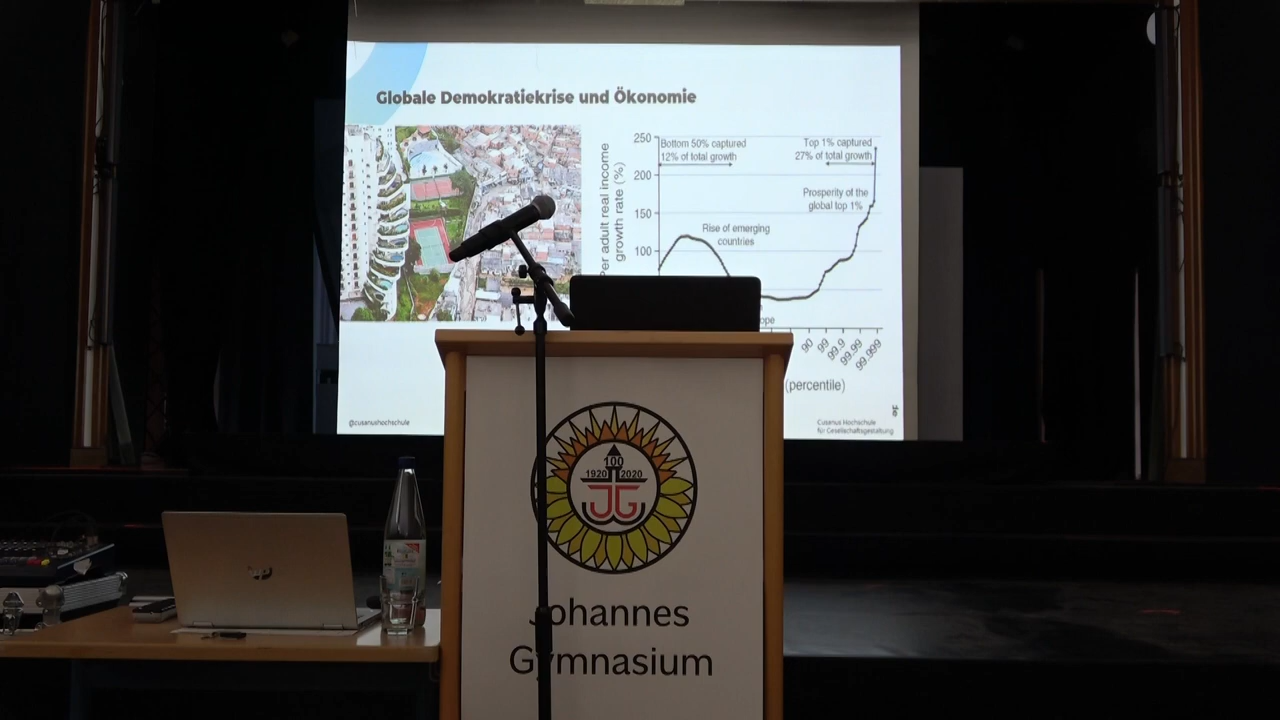 Globale Demokratiekrise und Ökonomie
Per adult real income
growth rate (%)
250
200
150
100
Bottom 50% captured
12% of total growth
Top 1% captured
27% of total growth
Prosperity of the
global top 1%
Rise of emerging
countries
90
99
99.9
99.99
99.999
(percentile)
@cusanushochschule
Cusanus Hochschule
für Gesellschaftsgestaltung
100
1920 2020
JG
Johannes
Gymnasium
hp